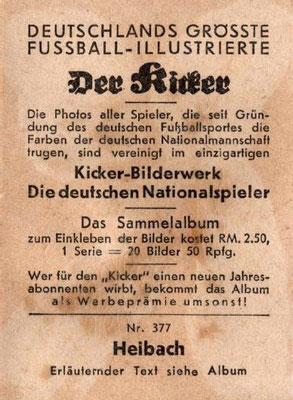 DEUTSCHLANDS GRÖSSTE
FUSSBALL-ILLUSTRIERTE
Der Kicker
Die Photos aller Spieler, die seit Grün-
dung des deutschen Fußballsportes die
Farben der deutschen Nationalmannschaft
trugen, sind vereinigt im einzigartigen
Kicker-Bilderwerk
Die deutschen Nationalspieler
Das Sammelalbum
zum Einkleben der Bilder kostet RM. 2,50,
1 Serie = 20 Bilder 50 Rpfg.
Wer für den „Kicker" einen neuen Jahres-
abonnenten wirbt, bekommt das Album
als Werbeprämie umsonst!
Nr. 377
Heibach
Erläuternder Text siehe Album